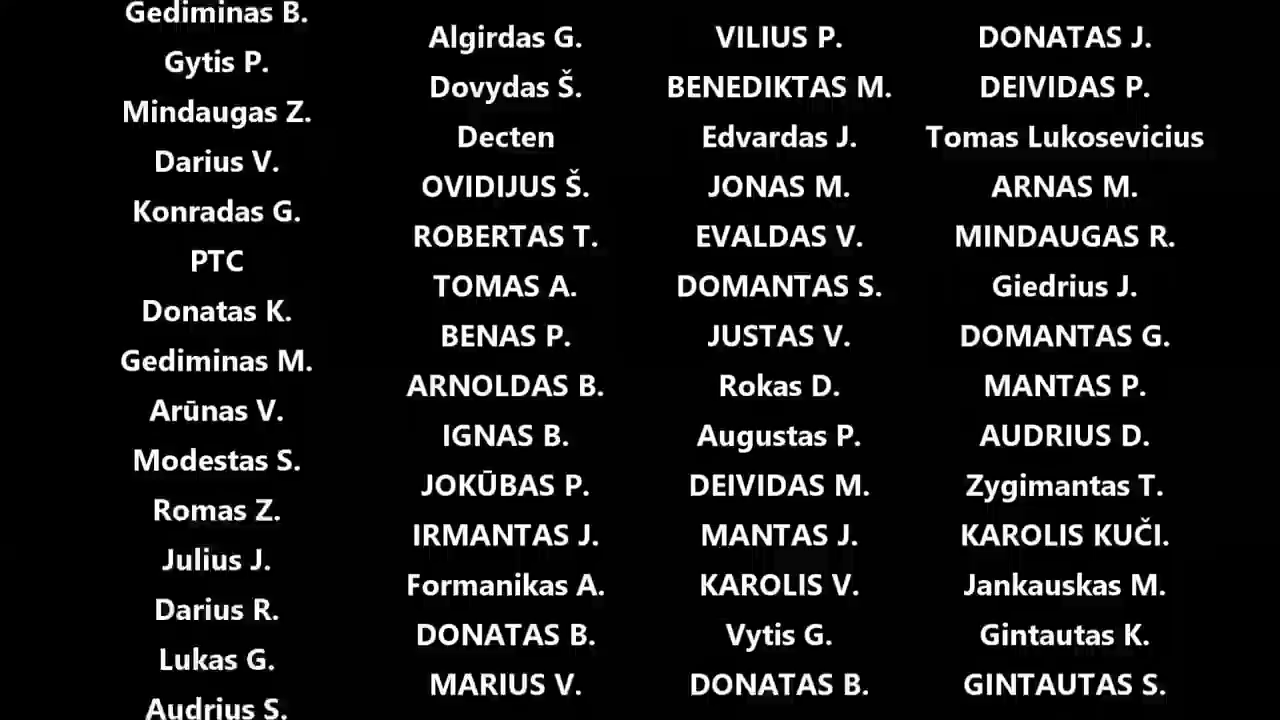 Gediminas B.
Gytis P.
Mindaugas Z.
Darius V.
Konradas G.
PTC
Donatas K.
Gediminas M.
Arūnas V.
Modestas S.
Romas Z.
Julius J.
Darius R.
Lukas G.
Audrius S.
Algirdas G.
Dovydas Š.
Decten
OVIDIJUS Š.
ROBERTAS T.
TOMAS A.
BENAS P.
ARNOLDAS B.
IGNAS B.
JOKŪBAS P.
IRMANTAS J.
Formanikas A.
DONATAS B.
MARIUS V.
VILIUS P.
BENEDIKTAS M.
Edvardas J.
JONAS M.
EVALDAS V.
DOMANTAS S.
JUSTAS V.
Rokas D.
Augustas P.
DEIVIDAS M.
MANTAS J.
KAROLIS V.
Vytis G.
DONATAS B.
DONATAS J.
DEIVIDAS P.
Tomas Lukosevicius
ARNAS M.
MINDAUGAS R.
Giedrius J.
DOMANTAS G.
MANTAS P.
AUDRIUS D.
Zygimantas T.
KAROLIS KUČI.
Jankauskas M.
Gintautas K.
GINTAUTAS S.